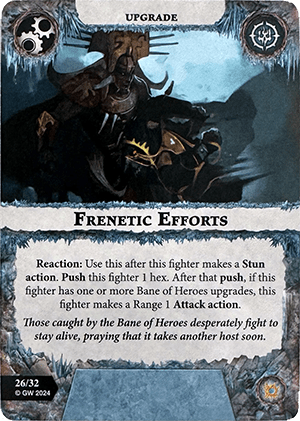 UPGRADE
FRENETIC EFFORTS
Reaction: Use this after this fighter makes a Stun
action. Push this fighter 1 hex. After that push, if this
fighter has one or more Bane of Heroes upgrades, this
fighter makes a Range 1 Attack action.
Those caught by the Bane of Heroes desperately fight to
stay alive, praying that it takes another host soon.
26/32
© GW 2024